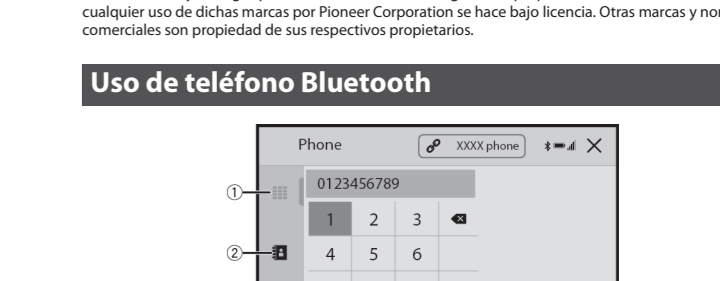 cualquier uso de dichas marcas por Pioneer Corporation se hace bajo licencia. Otras marcas y
comerciales son propiedad de sus respectivos propietarios.
Uso de teléfono Bluetooth
Phone XXXX phone
0123456789
① 1 2 3
② 4 5 6